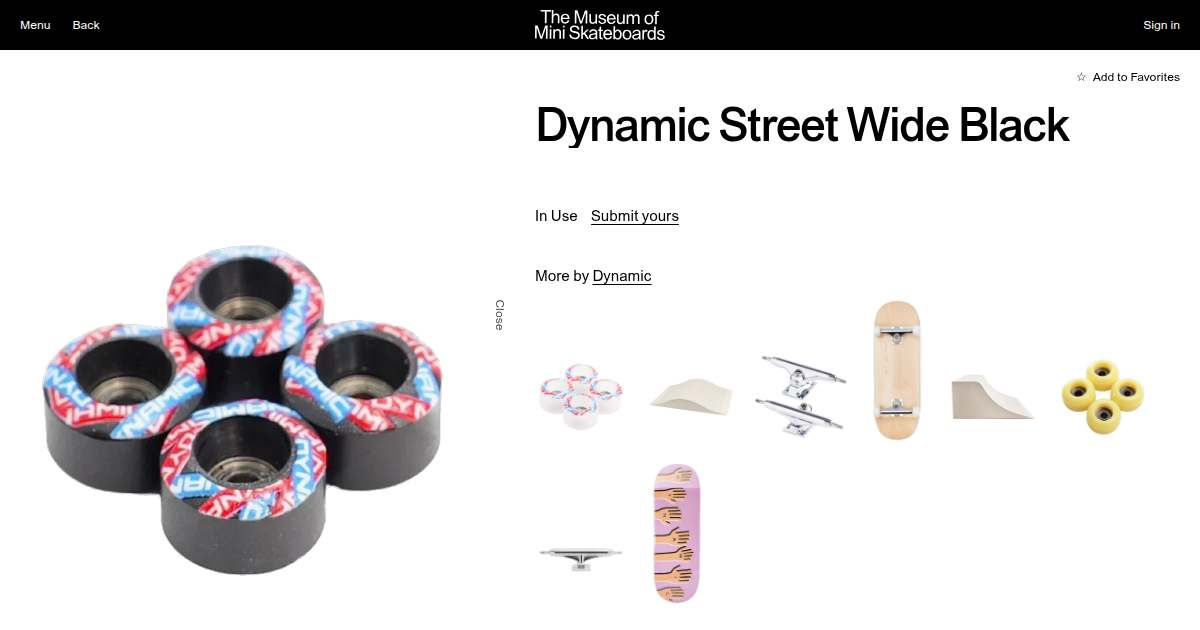 Menu
Back
The Museum of
Mini Skateboards
Sign in
☆ Add to Favorites
Dynamic Street Wide Black
In Use
Submit yours
More by Dynamic
Close